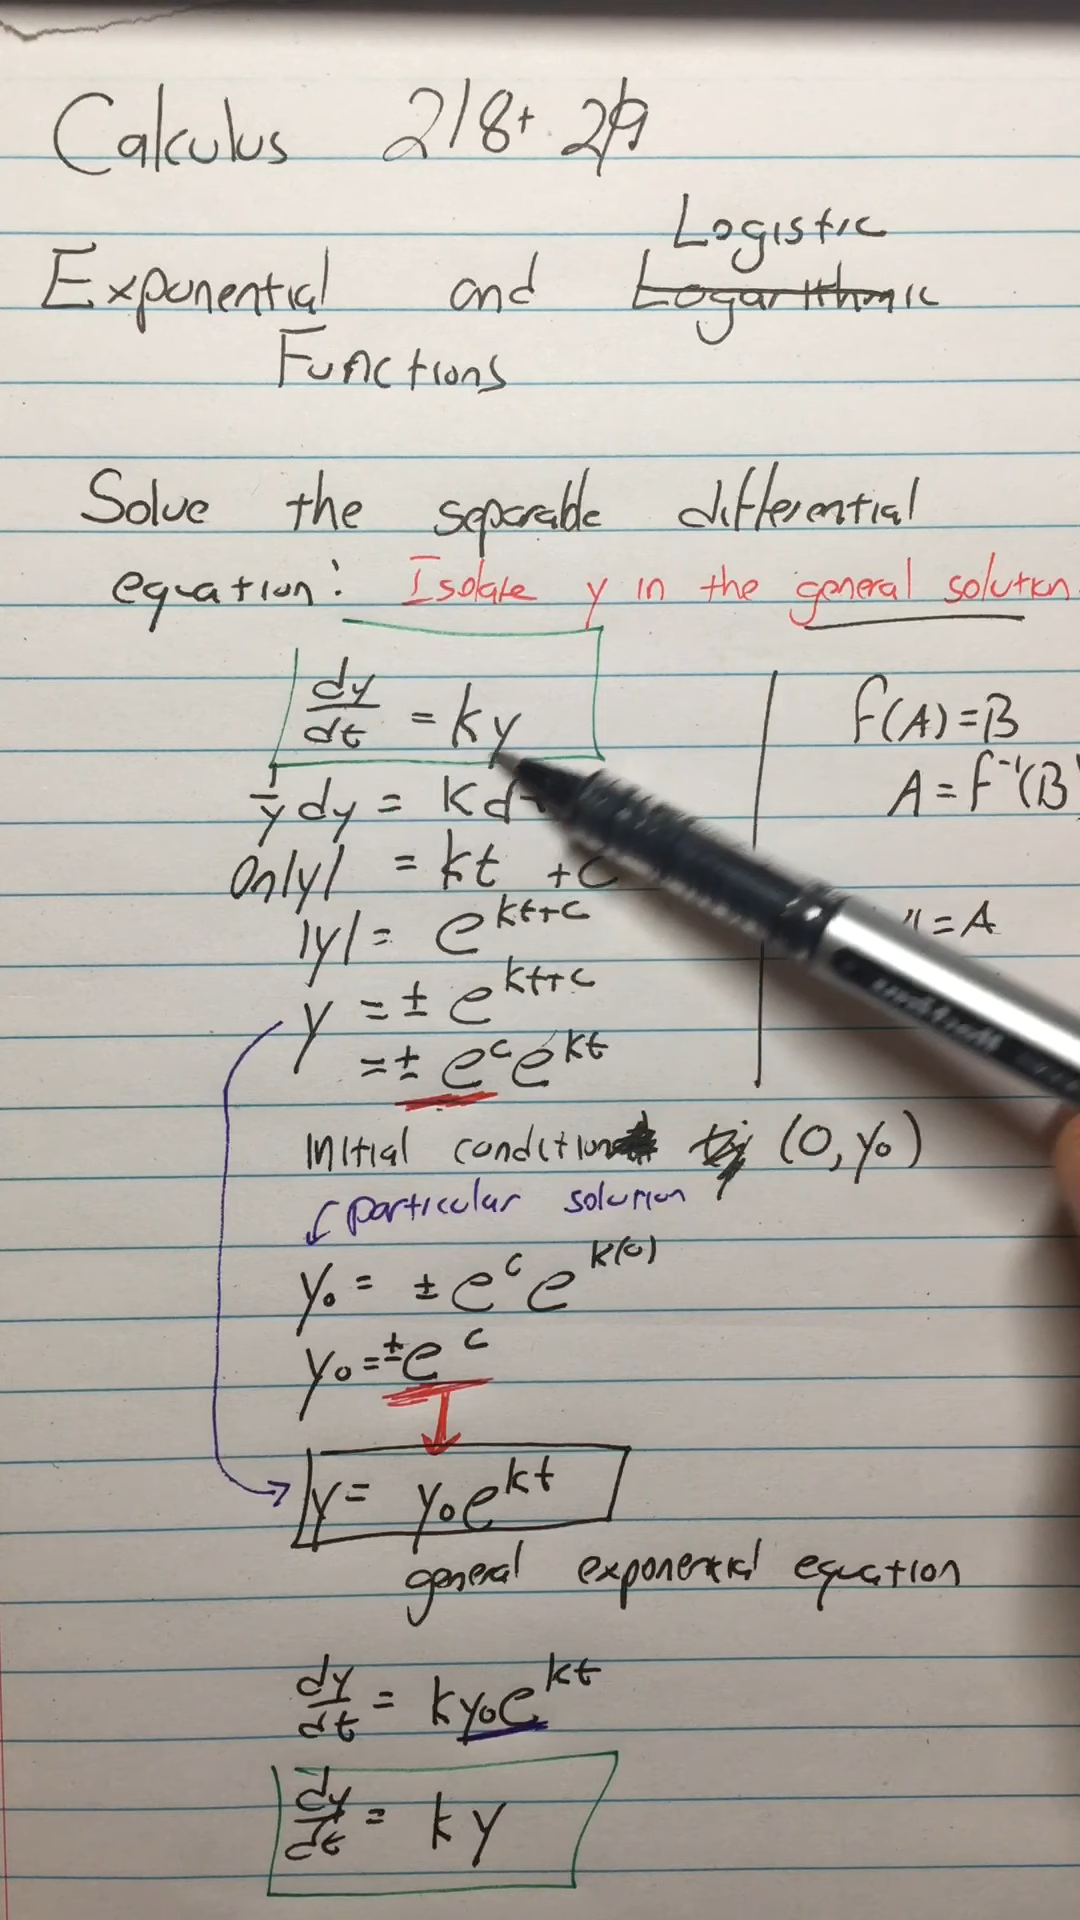 Calculus 2/8+ 2/9
Logistic
Exponential and Logarithmic
Functions
Solve the separable differential
equation: Isolate y in the general solution
dy/dt = ky
1/y dy = k d
ln|y| = kt + C
|y| = e^(kt+c)
y = ± e^(kt+c)
= ± e^c e^(kt)
f(A) = B
A = f⁻¹(B)
= A
Initial condition (0, y₀)
particular solution
y₀ = ± e^c e^(k(0))
y₀ = ± e^c
y = y₀e^(kt)
general exponential equation
dy/dt = ky₀e^(kt)
dy/dt = ky